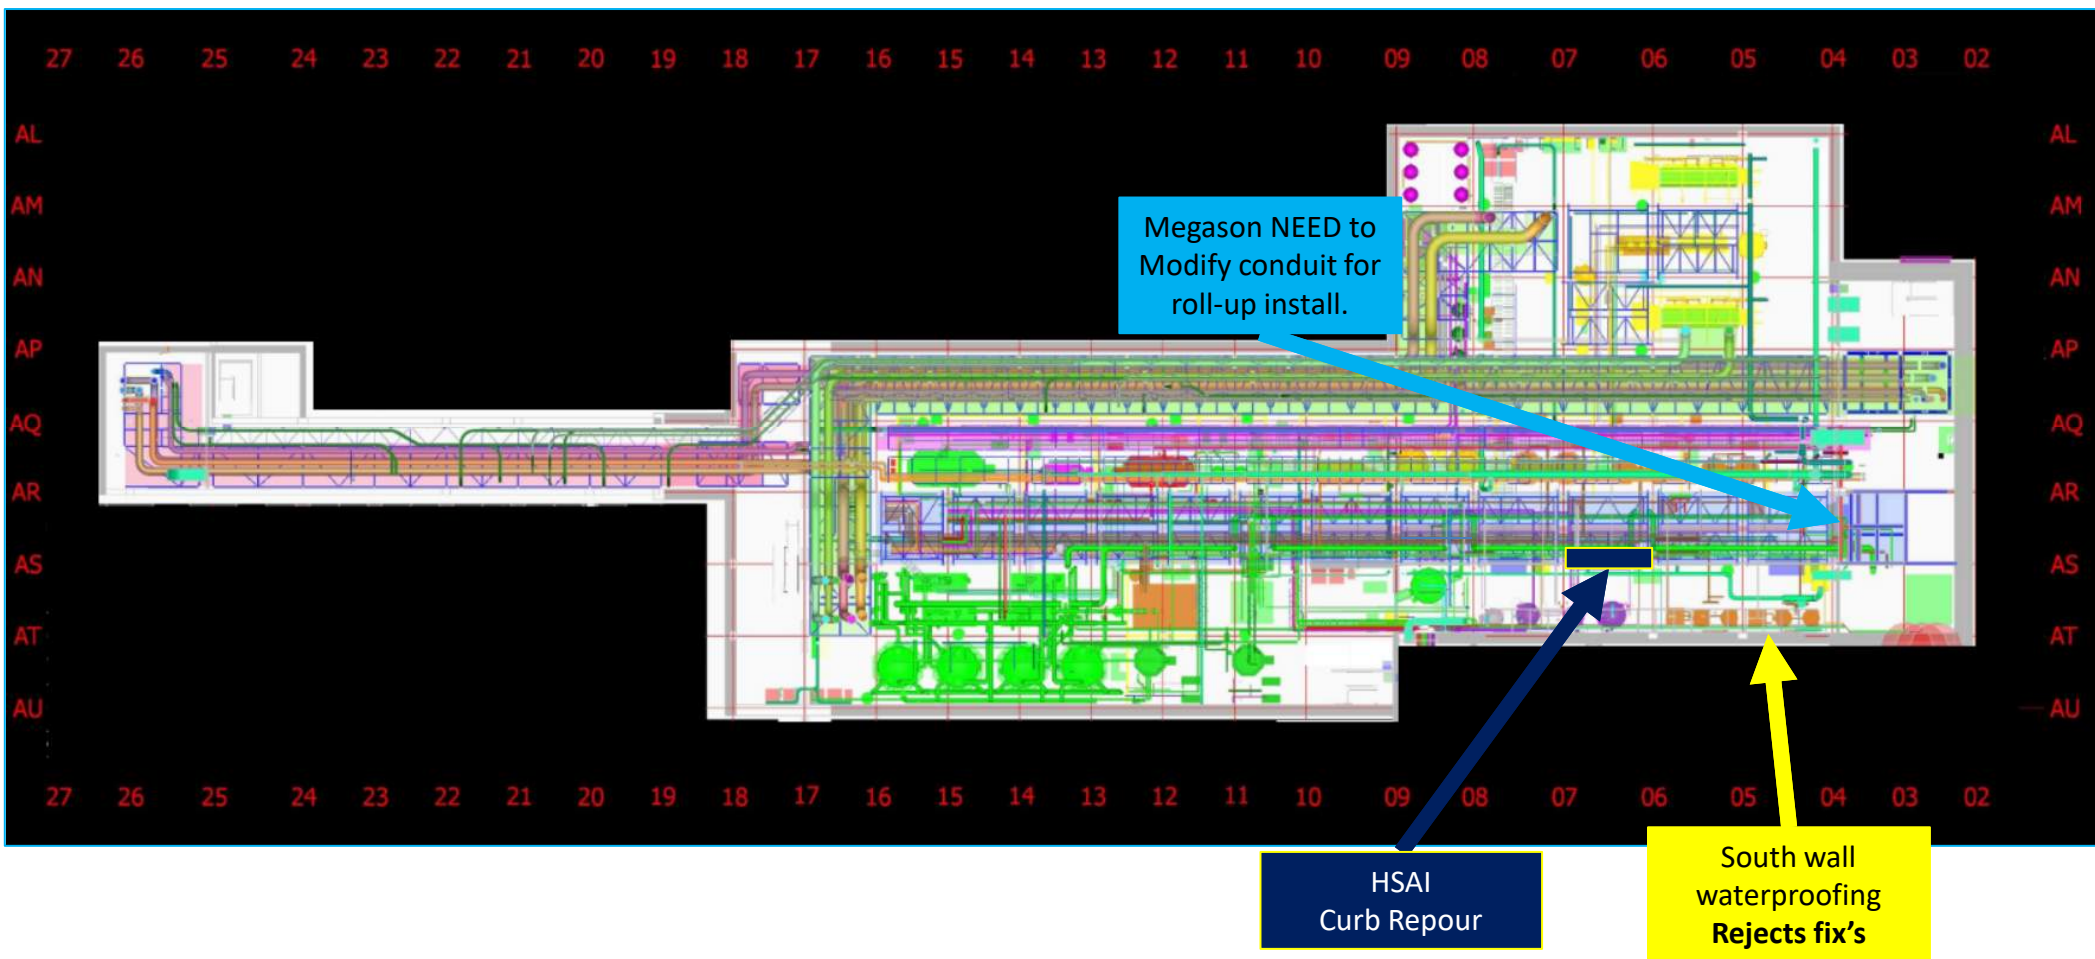 27 26 25 24 23 22 21 20 19 18 17 16 15 14 13 12 11 10 09 08 07 06 05 04 03 02
AL AL
AM AM
Megason NEED to
Modify conduit for
roll-up install.
AN AN
AP AP
AQ AQ
AR AR
AS AS
AT AT
AU AU
27 26 25 24 23 22 21 20 19 18 17 16 15 14 13 12 11 10 09 08 07 06 05 04 03 02
HSAI
Curb Repour
South wall
waterproofing
Rejects fix’s